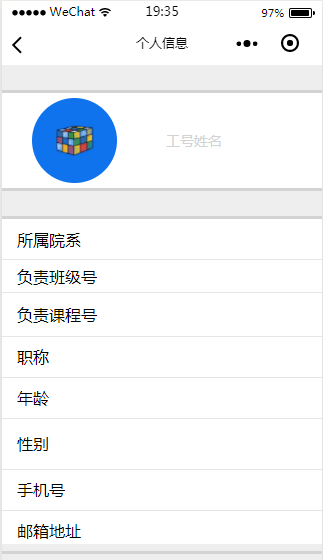 WeChat 19:35 97%
个人信息
工号姓名
所属院系
负责班级号
负责课程号
职称
年龄
性别
手机号
邮箱地址